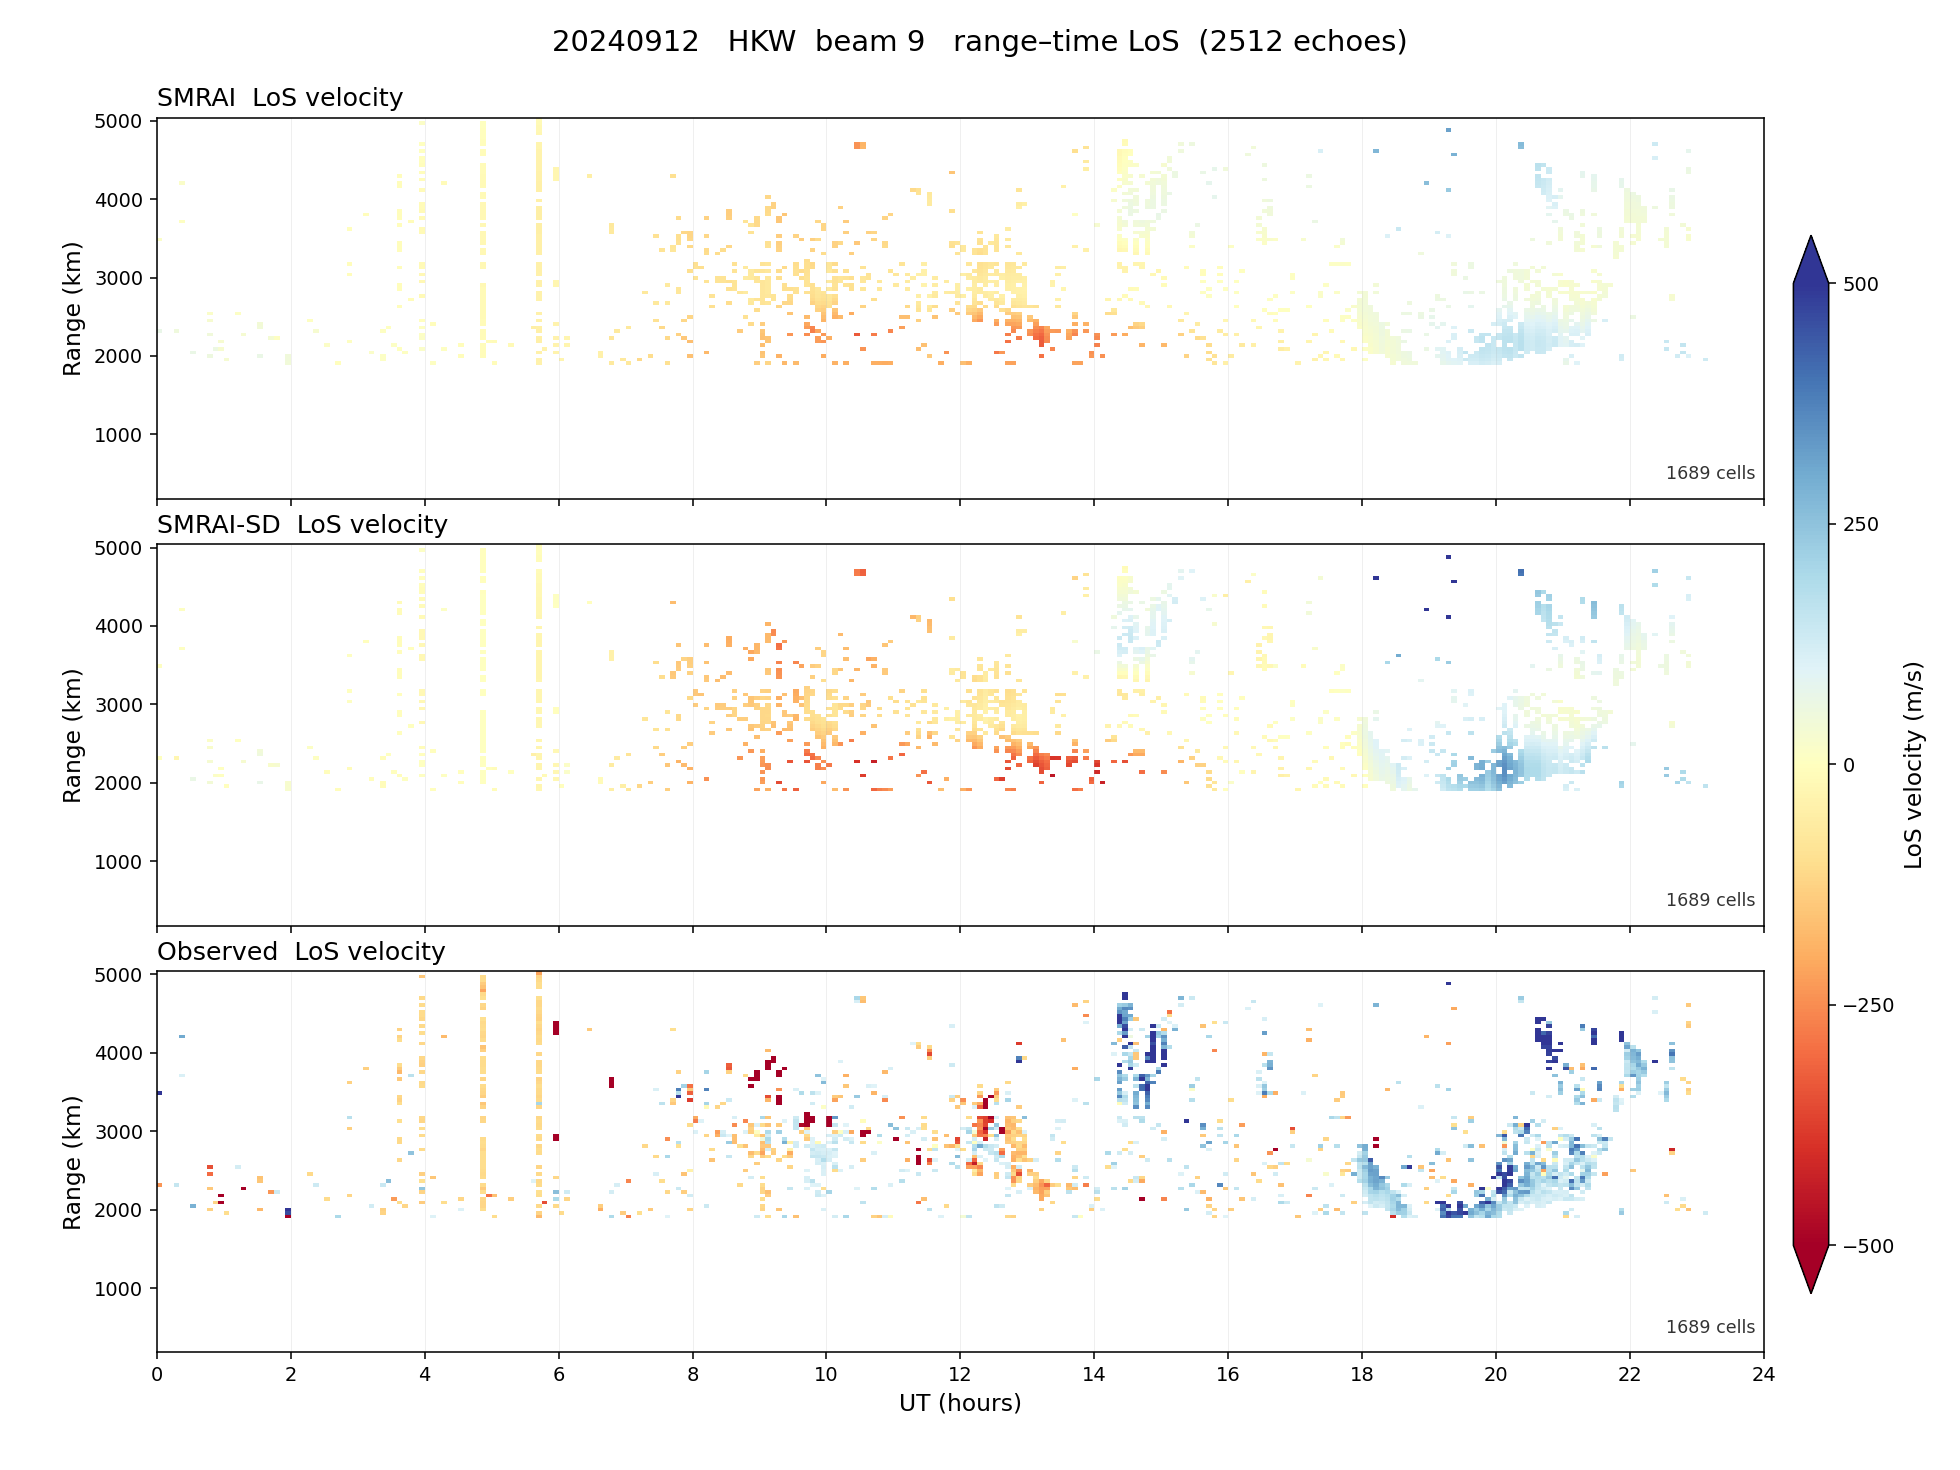 20240912   HKW  beam 9   range–time LoS  (2512 echoes)
SMRAI  LoS velocity
5000
4000
3000
2000
1000
Range (km)
1689 cells
SMRAI-SD  LoS velocity
5000
4000
3000
2000
1000
Range (km)
1689 cells
Observed  LoS velocity
5000
4000
3000
2000
1000
Range (km)
1689 cells
0 2 4 6 8 10 12 14 16 18 20 22 24
UT (hours)
500
250
0
−250
−500
LoS velocity (m/s)